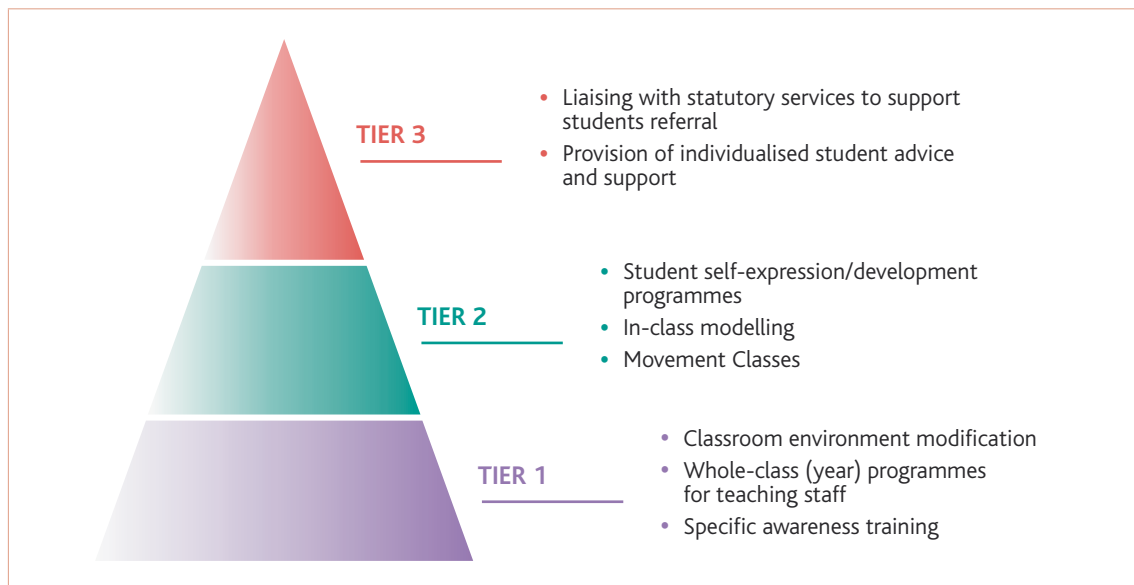 TIER 3
• Liaising with statutory services to support
students referral
• Provision of individualised student advice
and support
TIER 2
• Student self-expression/development
programmes
• In-class modelling
• Movement Classes
TIER 1
• Classroom environment modification
• Whole-class (year) programmes
for teaching staff
• Specific awareness training